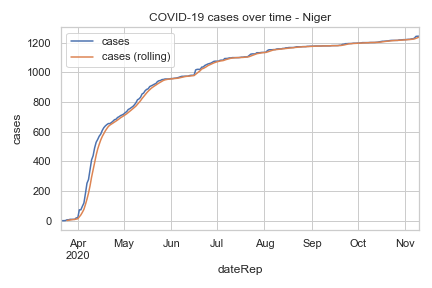 COVID-19 cases over time - Niger
cases
cases (rolling)
1200
1000
800
600
400
200
0
cases
Apr
2020
May
Jun
Jul
Aug
Sep
Oct
Nov
dateRep